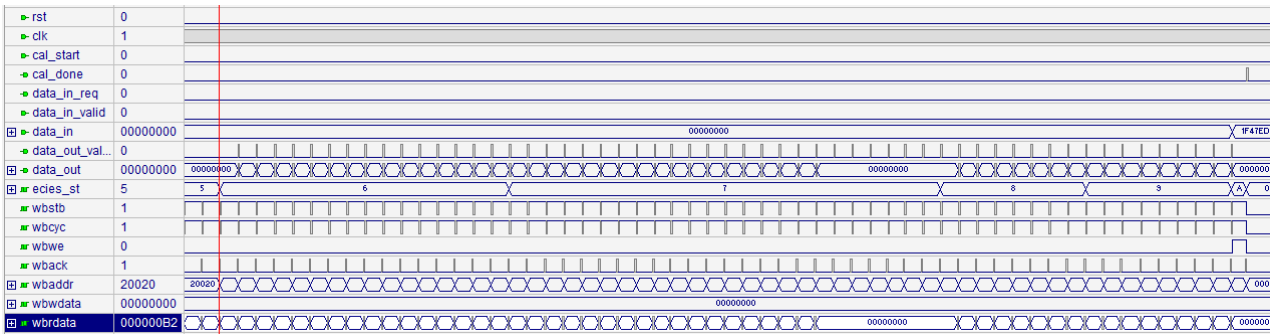 rst 0
clk 1
cal_start 0
cal_done 0
data_in_req 0
data_in_valid 0
data_in 00000000 00000000 1F47ED
data_out_val... 0
data_out 00000000 00000000 00000000 000000
ecies_st 5 5 6 7 8 9 A 0
wbstb 1
wbcyc 1
wbwe 0
wback 1
wbaddr 20020 20020 000
wbwdata 00000000 00000000
wbrdata 000000B2 00000000 000000